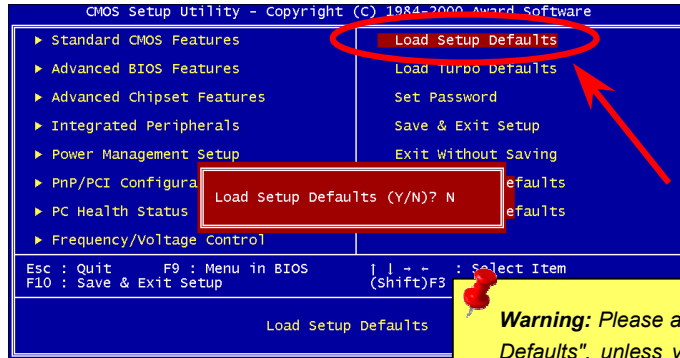 CMOS Setup Utility - Copyright (C) 1984-2000 Award Software
▶ Standard CMOS Features
▶ Advanced BIOS Features
▶ Advanced Chipset Features
▶ Integrated Peripherals
▶ Power Management Setup
▶ PnP/PCI Configura
▶ PC Health Status
▶ Frequency/Voltage Control
Load Setup Defaults
Load Turbo Defaults
Set Password
Save & Exit Setup
Exit Without Saving
efaults
efaults
Load Setup Defaults (Y/N)? N
Esc : Quit F9 : Menu in BIOS ↑ ↓ → ← : Select Item
F10 : Save & Exit Setup (Shift)F3
Load Setup Defaults
Warning: Please a
Defaults", unless